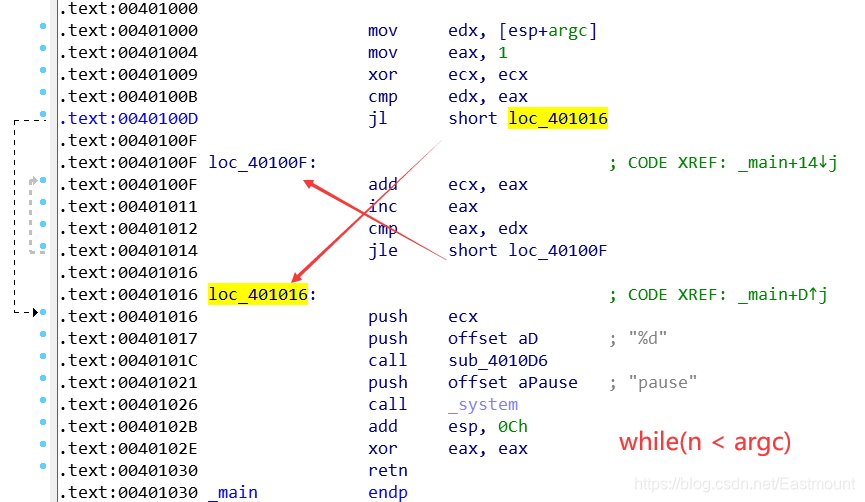 .text:00401000
.text:00401000 mov edx, [esp+argc]
.text:00401004 mov eax, 1
.text:00401009 xor ecx, ecx
.text:0040100B cmp edx, eax
.text:0040100D jl short loc_401016
.text:0040100F
.text:0040100F loc_40100F: ; CODE XREF: _main+14↓j
.text:0040100F add ecx, eax
.text:00401011 inc eax
.text:00401012 cmp eax, edx
.text:00401014 jle short loc_40100F
.text:00401016
.text:00401016 loc_401016: ; CODE XREF: _main+D↑j
.text:00401016 push ecx
.text:00401017 push offset aD ; "%d"
.text:0040101C call sub_4010D6
.text:00401021 push offset aPause ; "pause"
.text:00401026 call _system
.text:0040102B add esp, 0Ch
.text:0040102E xor eax, eax
while(n < argc)
.text:00401030 retn
https://blog.csdn.net/Eastmount
.text:00401030 _main endp